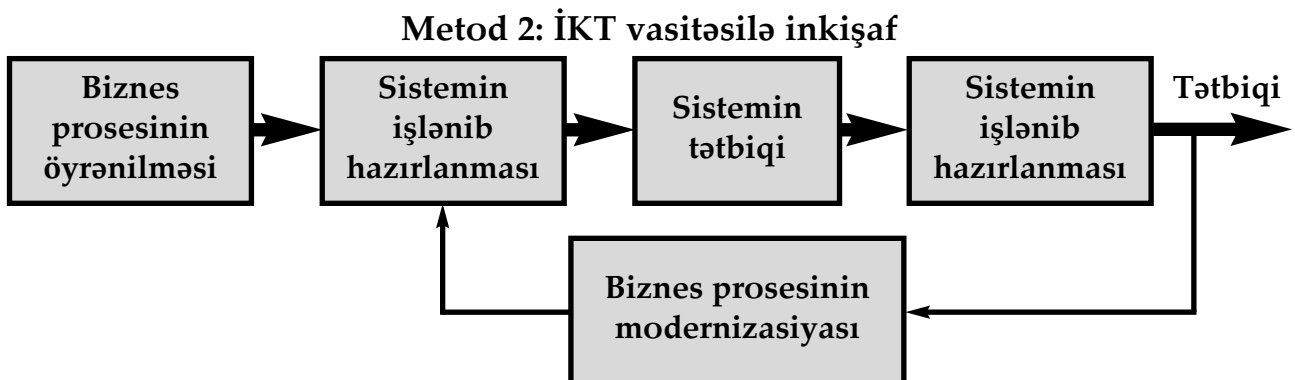 Metod 2: İKT vasitəsilə inkişaf
Biznes
prosesinin
öyrənilməsi
Sistemin
işlənib
hazırlanması
Sistemin
tətbiqi
Sistemin
işlənib
hazırlanması
Tətbiqi
Biznes prosesinin
modernizasiyası